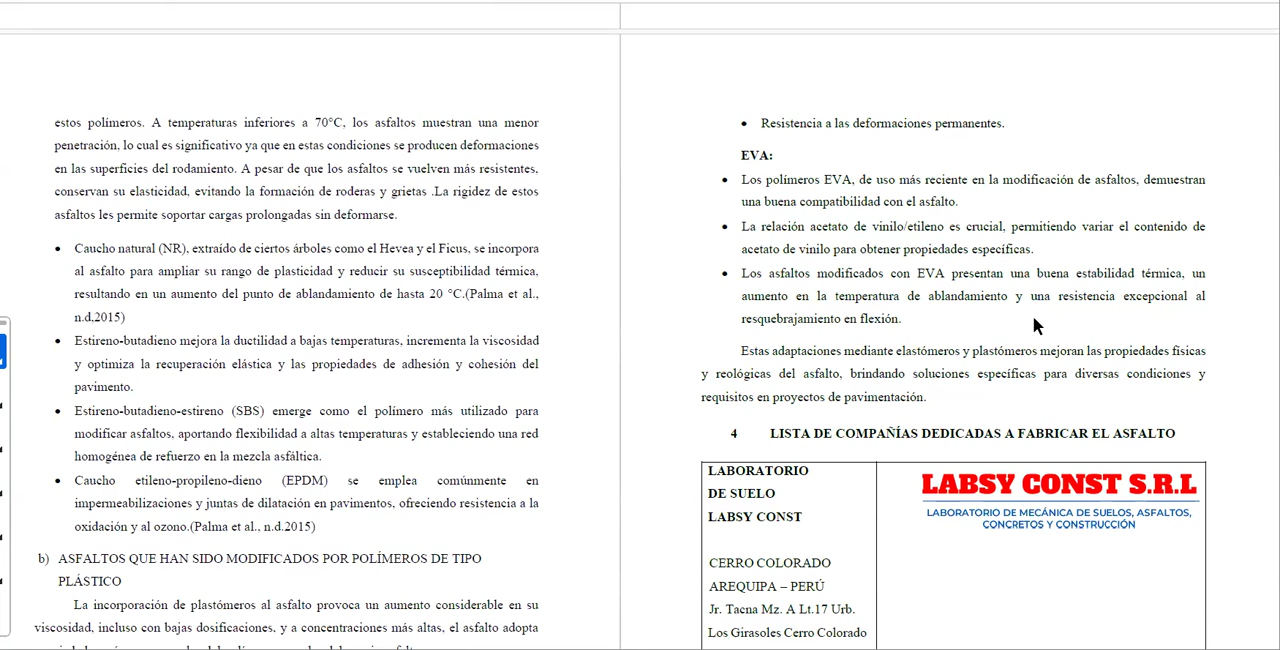 estos polímeros. A temperaturas inferiores a 70°C, los asfaltos muestran una menor
penetración, lo cual es significativo ya que en estas condiciones se producen deformaciones
en las superficies del rodamiento. A pesar de que los asfaltos se vuelven más resistentes,
conservan su elasticidad, evitando la formación de roderas y grietas .La rigidez de estos
asfaltos les permite soportar cargas prolongadas sin deformarse.
• Caucho natural (NR), extraído de ciertos árboles como el Hevea y el Ficus, se incorpora
al asfalto para ampliar su rango de plasticidad y reducir su susceptibilidad térmica,
resultando en un aumento del punto de ablandamiento de hasta 20 °C.(Palma et al.,
n.d,2015)
• Estireno-butadieno mejora la ductilidad a bajas temperaturas, incrementa la viscosidad
y optimiza la recuperación elástica y las propiedades de adhesión y cohesión del
pavimento.
• Estireno-butadieno-estireno (SBS) emerge como el polímero más utilizado para
modificar asfaltos, aportando flexibilidad a altas temperaturas y estableciendo una red
homogénea de refuerzo en la mezcla asfáltica.
• Caucho etileno-propileno-dieno (EPDM) se emplea comúnmente en
impermeabilizaciones y juntas de dilatación en pavimentos, ofreciendo resistencia a la
oxidación y al ozono.(Palma et al., n.d.2015)
b) ASFALTOS QUE HAN SIDO MODIFICADOS POR POLÍMEROS DE TIPO
PLÁSTICO
La incorporación de plastómeros al asfalto provoca un aumento considerable en su
viscosidad, incluso con bajas dosificaciones, y a concentraciones más altas, el asfalto adopta
• Resistencia a las deformaciones permanentes.
EVA:
• Los polímeros EVA, de uso más reciente en la modificación de asfaltos, demuestran
una buena compatibilidad con el asfalto.
• La relación acetato de vinilo/etileno es crucial, permitiendo variar el contenido de
acetato de vinilo para obtener propiedades específicas.
• Los asfaltos modificados con EVA presentan una buena estabilidad térmica, un
aumento en la temperatura de ablandamiento y una resistencia excepcional al
resquebrajamiento en flexión.
Estas adaptaciones mediante elastómeros y plastómeros mejoran las propiedades físicas
y reológicas del asfalto, brindando soluciones específicas para diversas condiciones y
requisitos en proyectos de pavimentación.
4 LISTA DE COMPAÑÍAS DEDICADAS A FABRICAR EL ASFALTO
LABORATORIO
DE SUELO
LABSY CONST
CERRO COLORADO
AREQUIPA – PERÚ
Jr. Tacna Mz. A Lt.17 Urb.
Los Girasoles Cerro Colorado
LABSY CONST S.R.L
LABORATORIO DE MECÁNICA DE SUELOS, ASFALTOS,
CONCRETOS Y CONSTRUCCIÓN